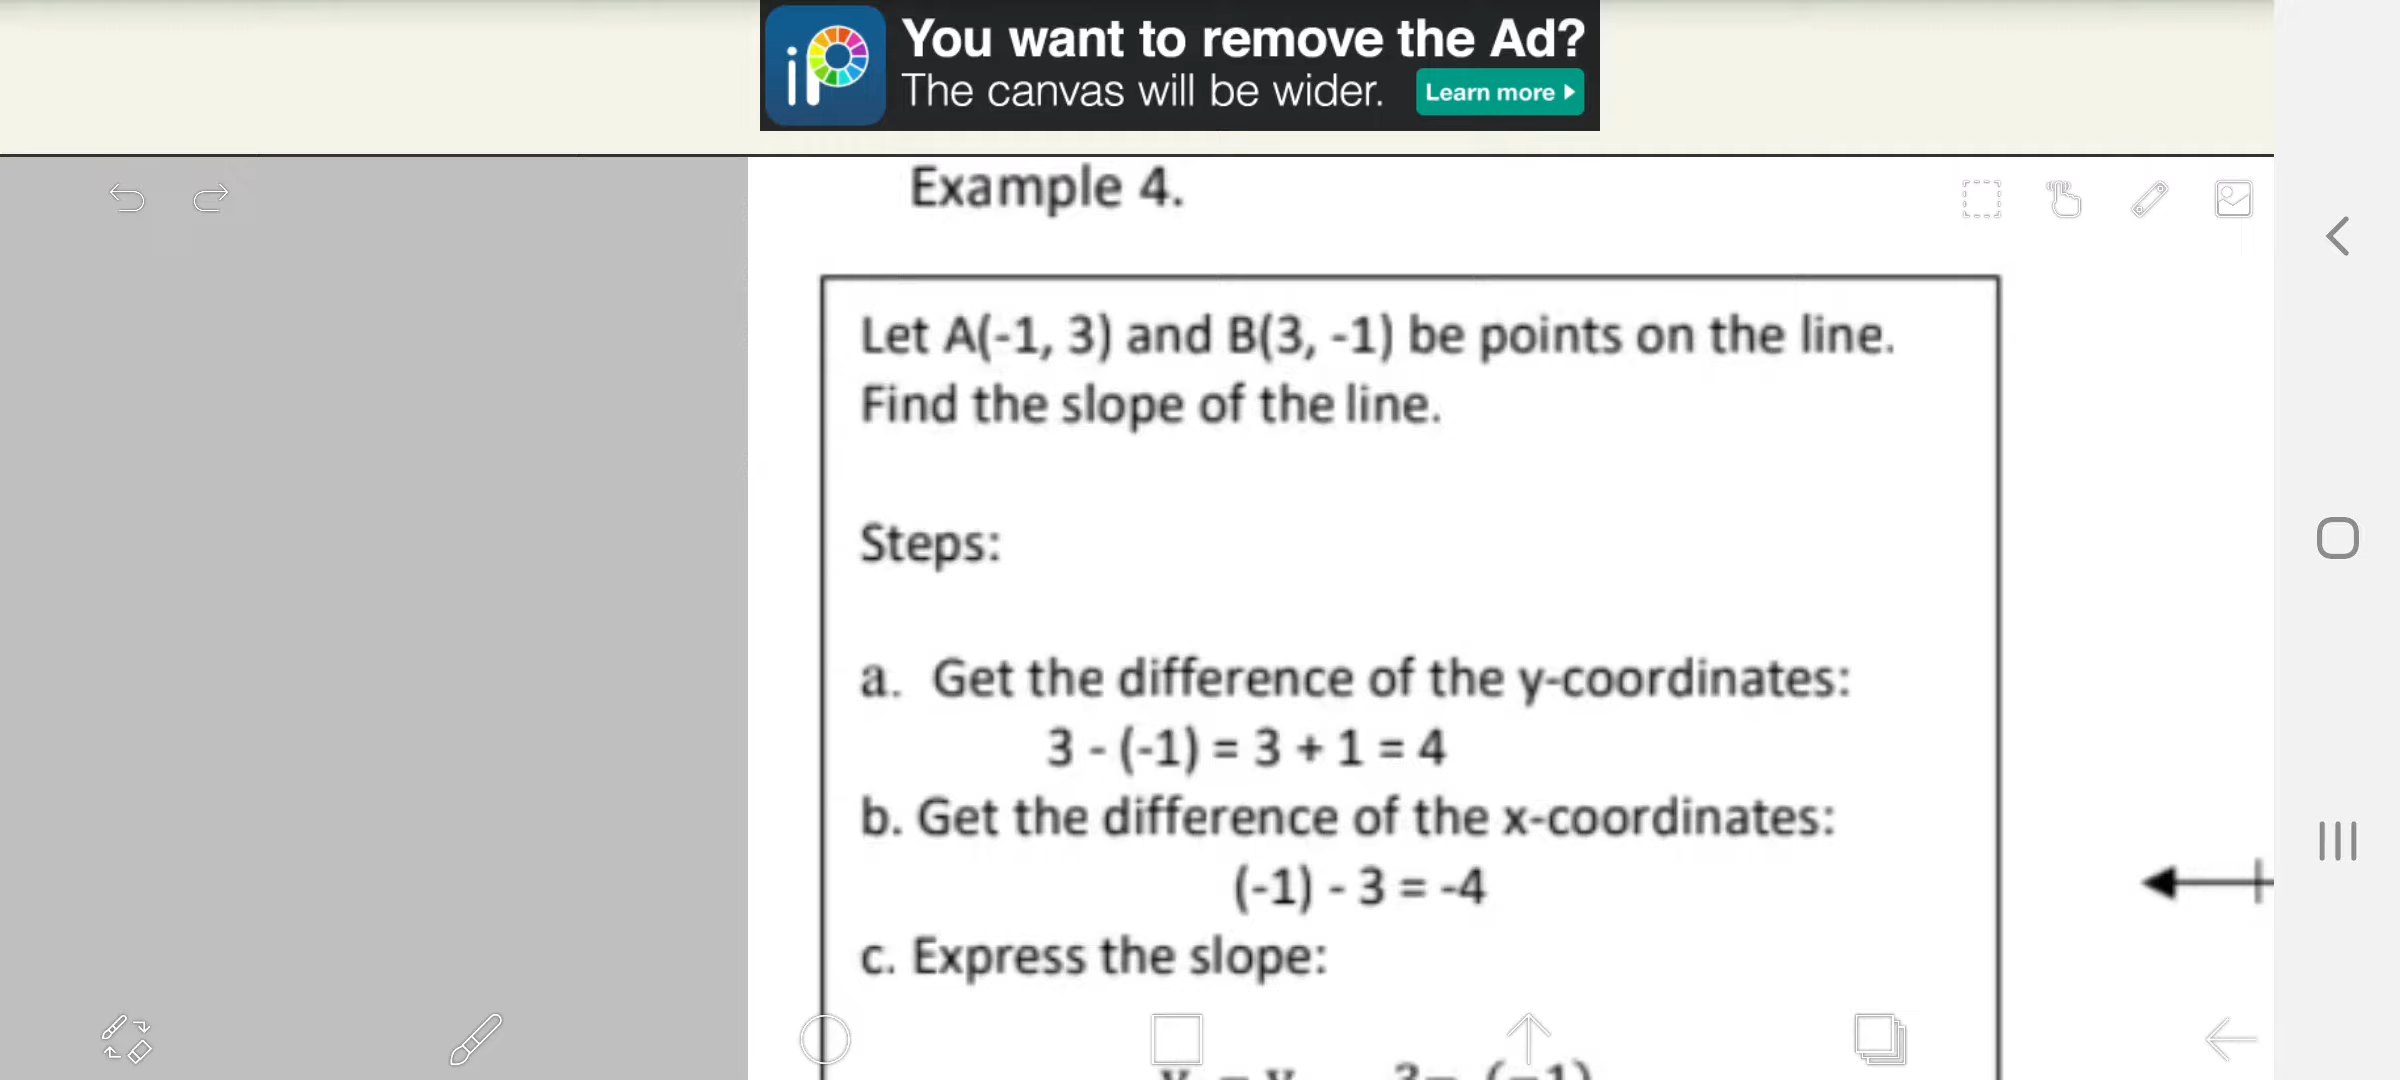 iP
You want to remove the Ad?
The canvas will be wider.
Learn more
Example 4.
Let A(-1, 3) and B(3, -1) be points on the line.
Find the slope of the line.
Steps:
a. Get the difference of the y-coordinates:
3 - (-1) = 3 + 1 = 4
b. Get the difference of the x-coordinates:
(-1) - 3 = -4
c. Express the slope: